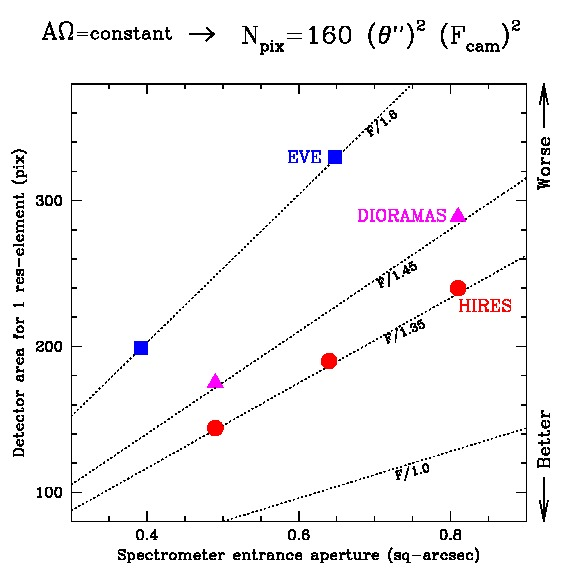 AΩ=constant → N_pix=160 (θ")² (F_cam)²
Worse
F/1.8
EVE
300
DIORAMAS
F/1.45
HIRES
F/1.35
200
Better
F/1.0
100
0.4 0.6 0.8
Detector area for 1 res-element (pix)
Spectrometer entrance aperture (sq-arcsec)